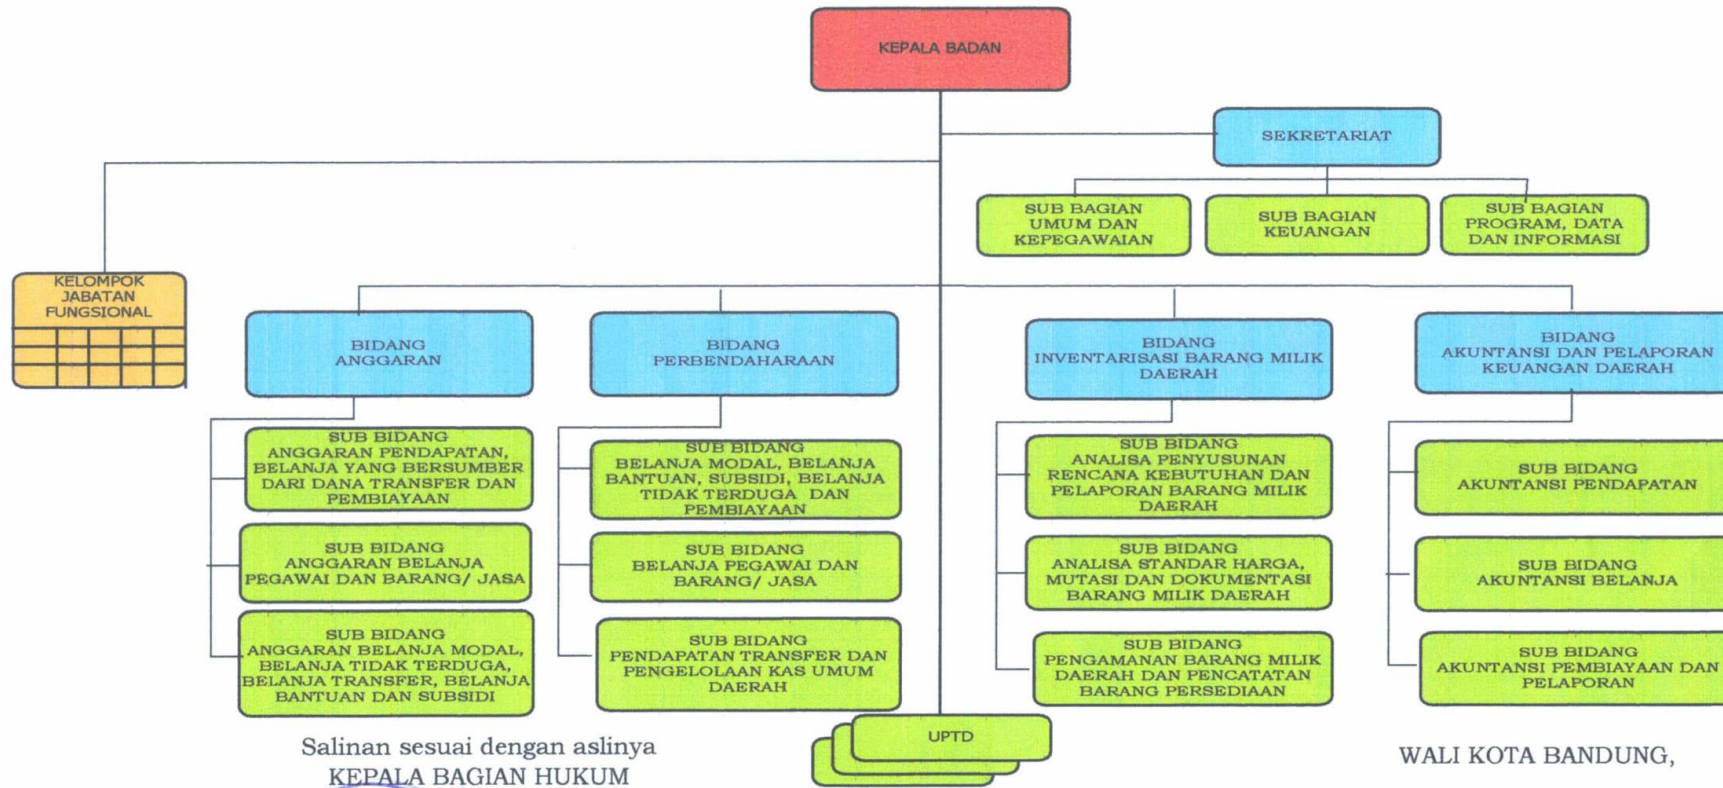 KEPALA BADAN
SEKRETARIAT
SUB BAGIAN
UMUM DAN
KEPEGAWAIAN
SUB BAGIAN
KEUANGAN
SUB BAGIAN
PROGRAM, DATA
DAN INFORMASI
KELOMPOK
JABATAN
FUNGSIONAL
BIDANG
ANGGARAN
BIDANG
PERBENDAHARAAN
BIDANG
INVENTARISASI BARANG MILIK
DAERAH
BIDANG
AKUNTANSI DAN PELAPORAN
KEUANGAN DAERAH
SUB BIDANG
ANGGARAN PENDAPATAN,
BELANJA YANG BERSUMBER
DARI DANA TRANSFER DAN
PEMBIAYAAN
SUB BIDANG
BELANJA MODAL, BELANJA
BANTUAN, SUBSIDI, BELANJA
TIDAK TERDUGA DAN
PEMBIAYAAN
SUB BIDANG
ANALISA PENYUSUNAN
RENCANA KEBUTUHAN DAN
PELAPORAN BARANG MILIK
DAERAH
SUB BIDANG
AKUNTANSI PENDAPATAN
SUB BIDANG
ANGGARAN BELANJA
PEGAWAI DAN BARANG/ JASA
SUB BIDANG
BELANJA PEGAWAI DAN
BARANG/ JASA
SUB BIDANG
ANALISA STANDAR HARGA,
MUTASI DAN DOKUMENTASI
BARANG MILIK DAERAH
SUB BIDANG
AKUNTANSI BELANJA
SUB BIDANG
ANGGARAN BELANJA MODAL,
BELANJA TIDAK TERDUGA,
BELANJA TRANSFER, BELANJA
BANTUAN DAN SUBSIDI
SUB BIDANG
PENDAPATAN TRANSFER DAN
PENGELOLAAN KAS UMUM
DAERAH
SUB BIDANG
PENGAMANAN BARANG MILIK
DAERAH DAN PENCATATAN
BARANG PERSEDIAAN
SUB BIDANG
AKUNTANSI PEMBIAYAAN DAN
PELAPORAN
UPTD
Salinan sesuai dengan aslinya
KEPALA BAGIAN HUKUM
WALI KOTA BANDUNG,